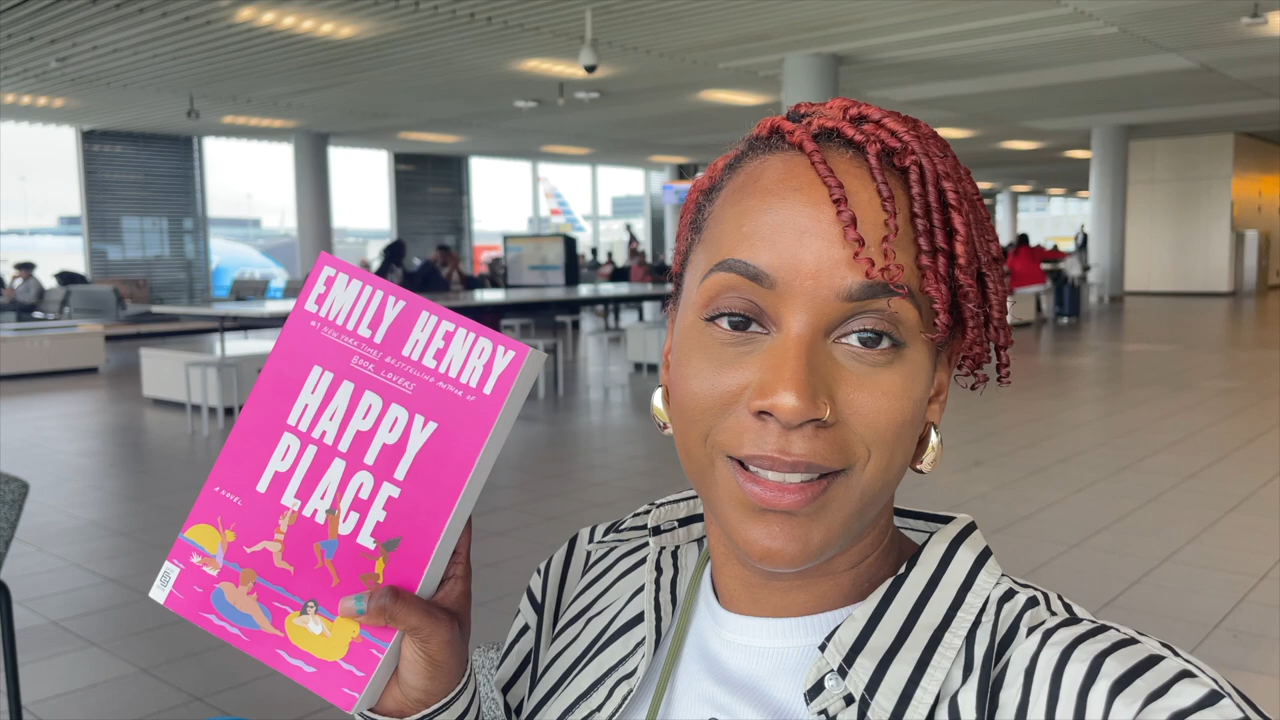 EMILY HENRY
#1 NEW YORK TIMES BESTSELLING AUTHOR OF
BOOK LOVERS
HAPPY
PLACE
A NOVEL